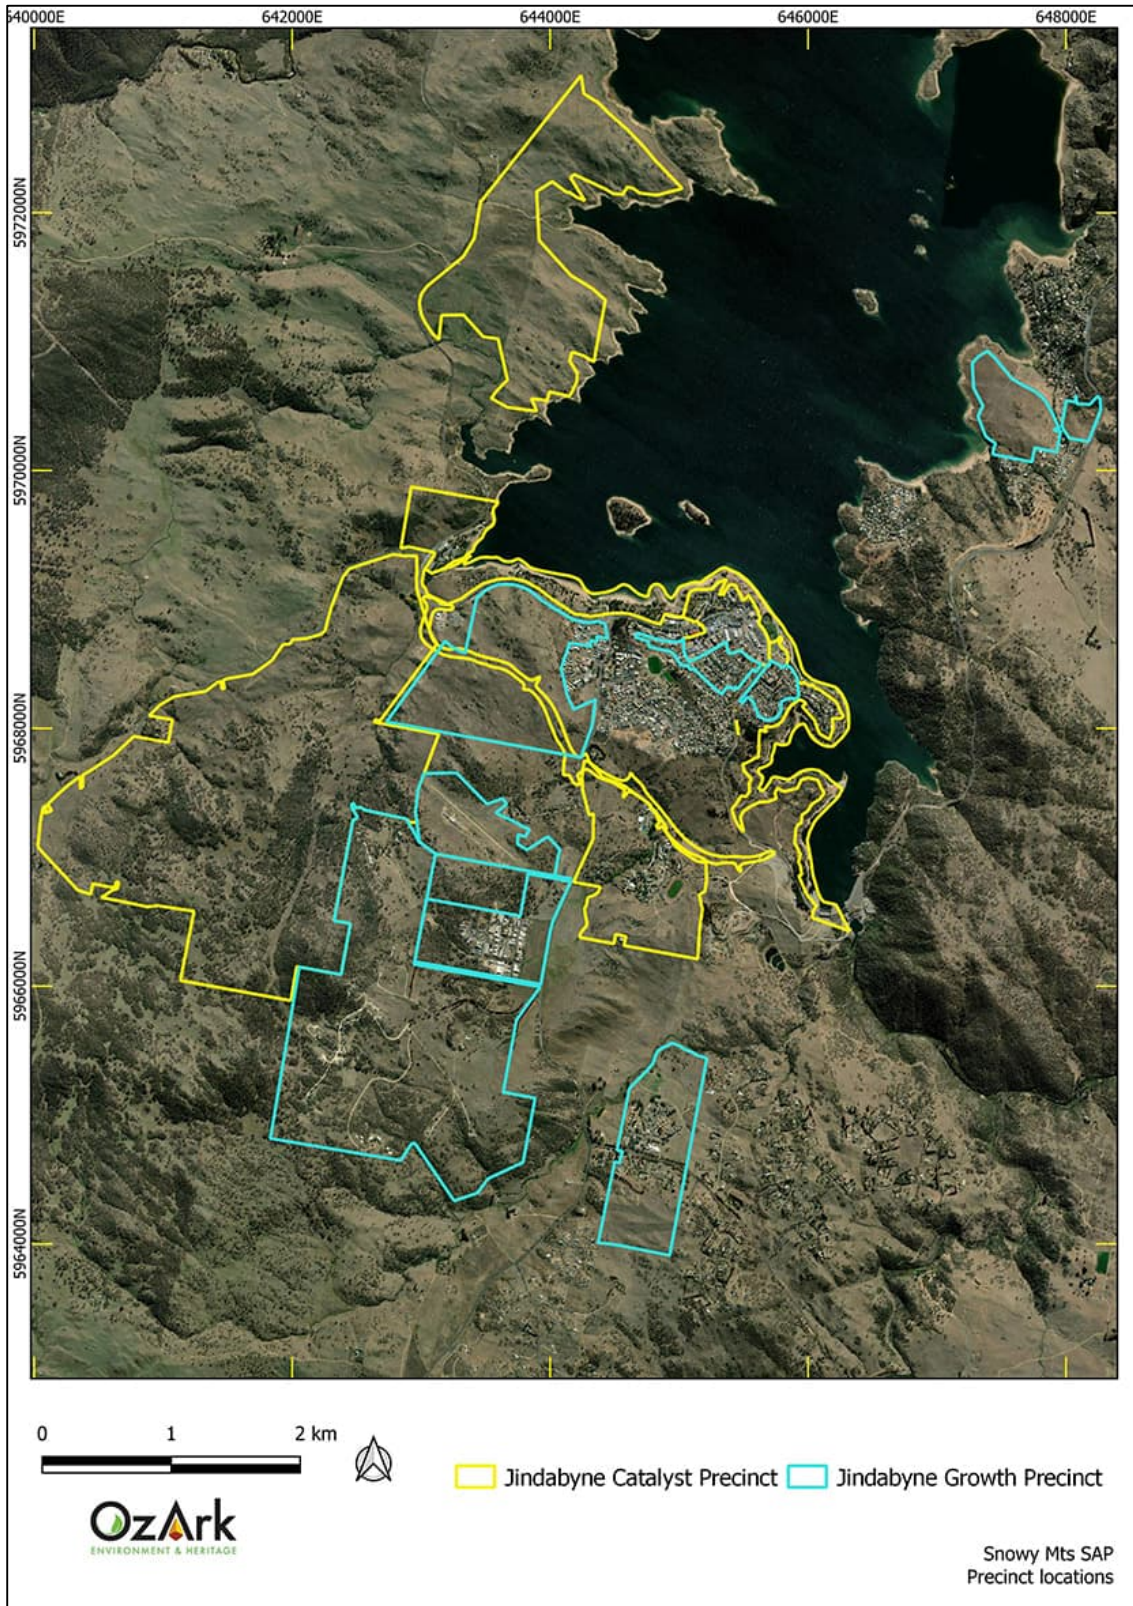 640000E 642000E 644000E 646000E 648000E
5972000N
5970000N
5968000N
5966000N
5964000N
0 1 2 km
Jindabyne Catalyst Precinct Jindabyne Growth Precinct
OzArk
ENVIRONMENT & HERITAGE
Snowy Mts SAP
Precinct locations